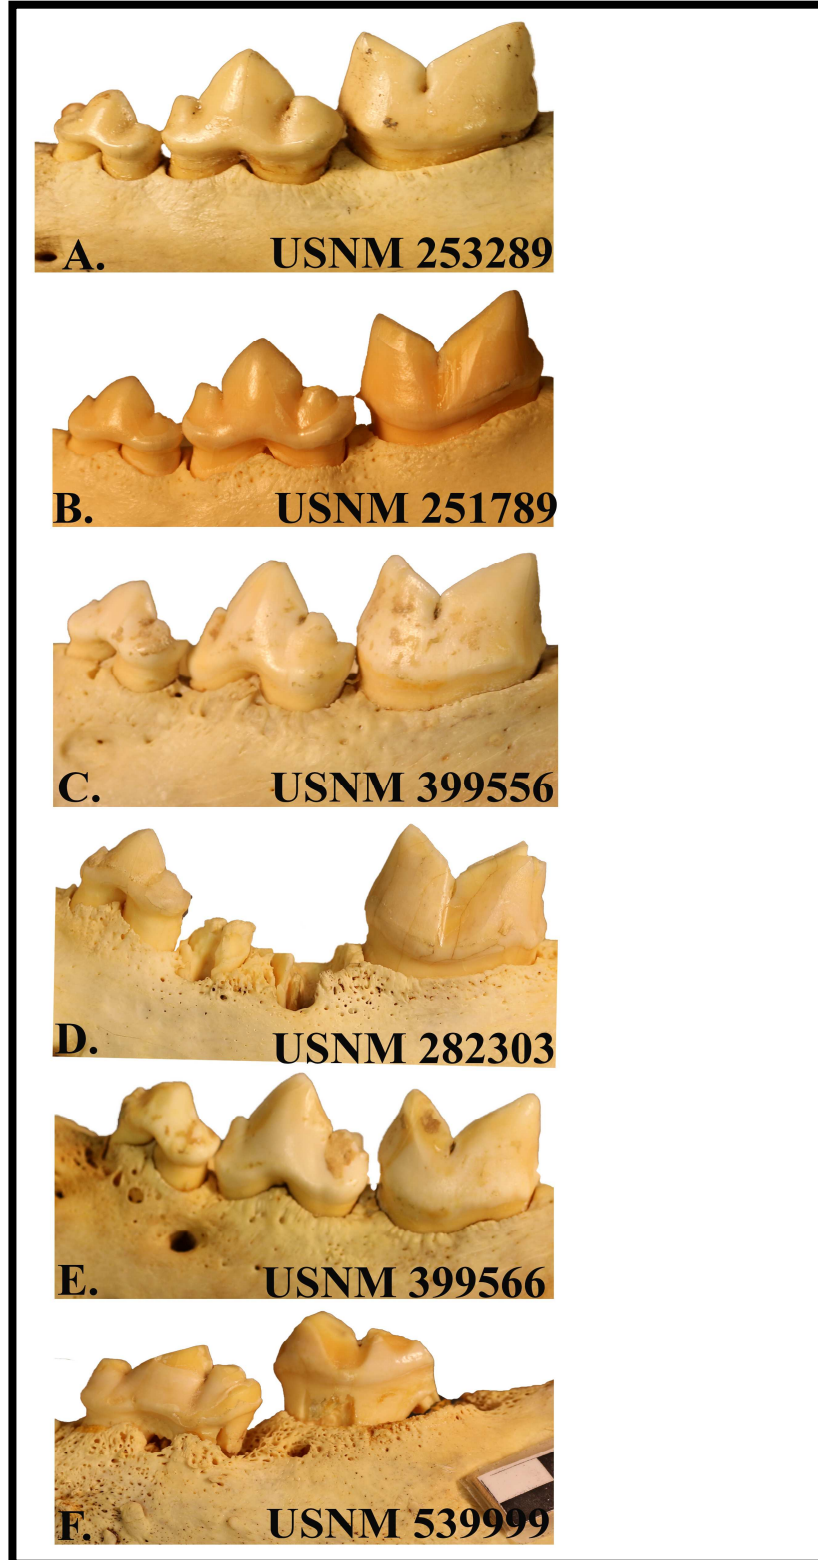 A. USNM 253289
B. USNM 251789
C. USNM 399556
D. USNM 282303
E. USNM 399566
F. USNM 539999